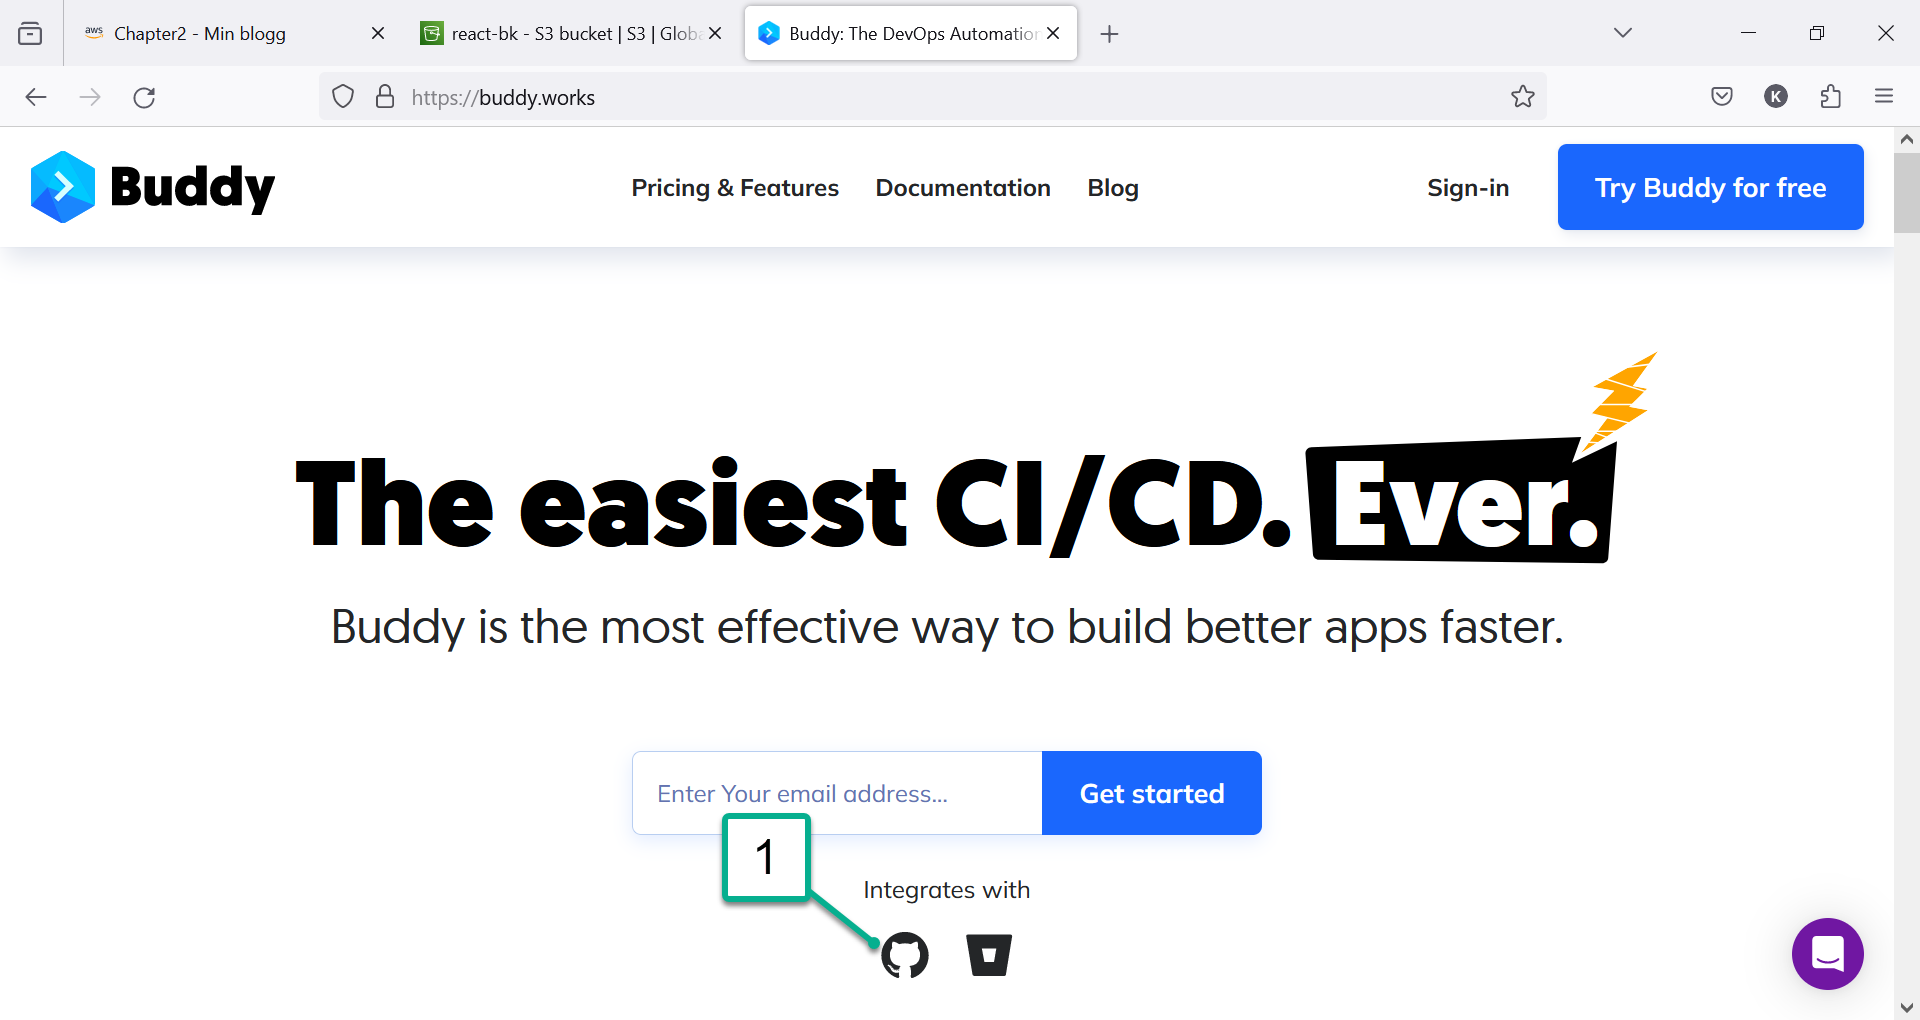 aws Chapter2 - Min blogg
react-bk - S3 bucket | S3 | Globa
Buddy: The DevOps Automation
https://buddy.works
K
Buddy
Pricing & Features
Documentation
Blog
Sign-in
Try Buddy for free
The easiest CI/CD. Ever.
Buddy is the most effective way to build better apps faster.
Enter Your email address...
Get started
1
Integrates with